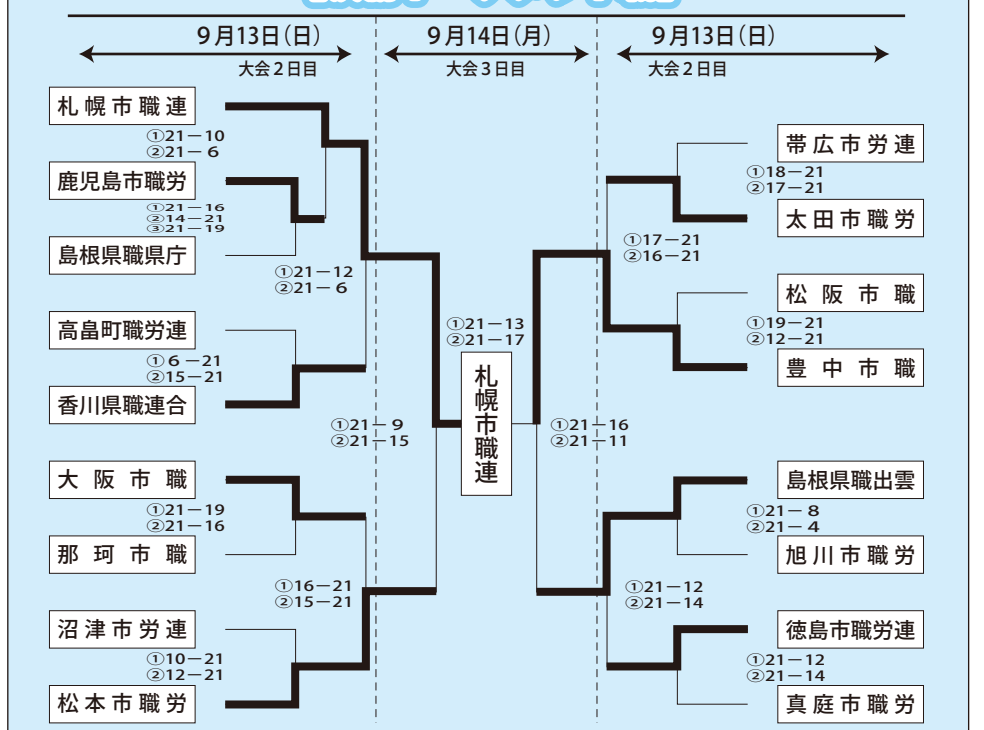 9月13日(日)
大会2日目
9月14日(月)
大会3日目
9月13日(日)
大会2日目
札幌市職連
①21－10
②21－6
鹿児島市職労
①21－16
②14－21
③21－19
島根県職県庁
①21－12
②21－6
高畠町職労連
①6－21
②15－21
香川県職連合
①21－9
②21－15
大阪市職
①21－19
②21－16
那珂市職
①16－21
②15－21
沼津市労連
①10－21
②12－21
松本市職労
①21－13
②21－17
札幌市職連
帯広市労連
①18－21
②17－21
太田市職労
①17－21
②16－21
松阪市職
①19－21
②12－21
豊中市職
①21－16
②21－11
島根県職出雲
①21－8
②21－4
旭川市職労
①21－12
②21－14
徳島市職労連
①21－12
②21－14
真庭市職労